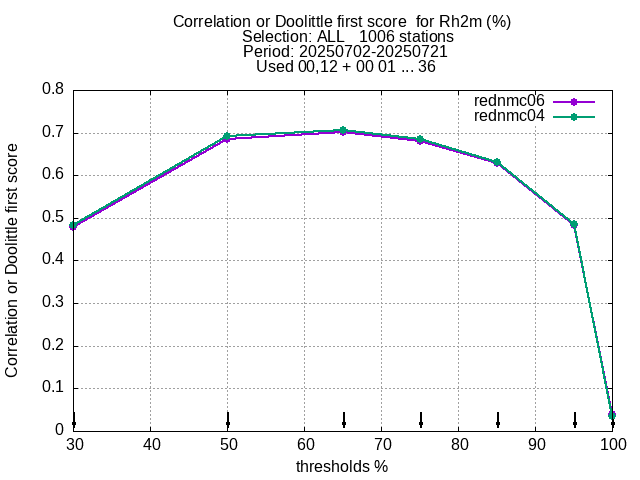 Correlation or Doolittle first score  for Rh2m (%)
Selection: ALL   1006 stations
Period: 20250702-20250721
Used 00,12 + 00 01 ... 36
rednmc06
rednmc04
Correlation or Doolittle first score
0.8
0.7
0.6
0.5
0.4
0.3
0.2
0.1
0
30 40 50 60 70 80 90 100
thresholds %